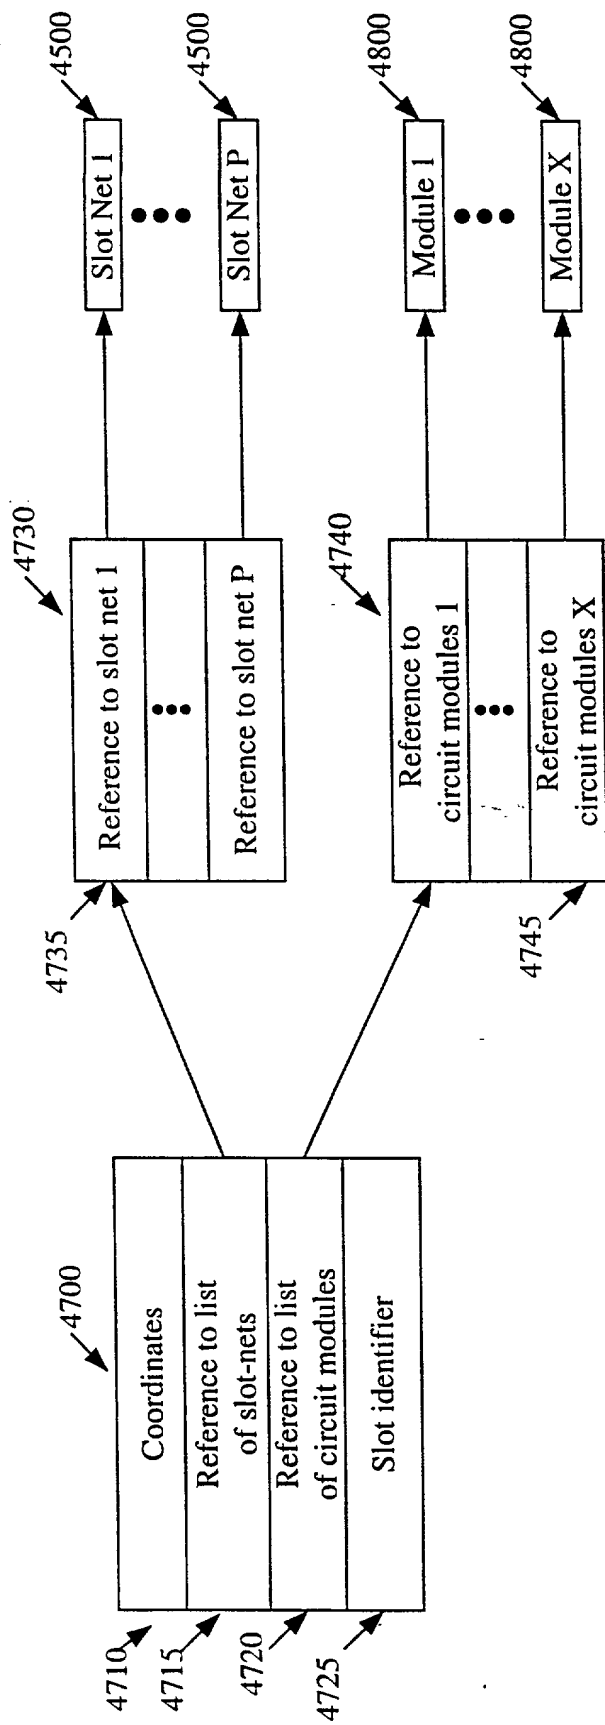 4700
4710
Coordinates
4715
Reference to list
of slot-nets
4720
Reference to list
of circuit modules
4725
Slot identifier
4730
4735
Reference to slot net 1
Reference to slot net P
4740
Reference to
circuit modules 1
4745
Reference to
circuit modules X
4500
Slot Net 1
4500
Slot Net P
4800
Module 1
4800
Module X